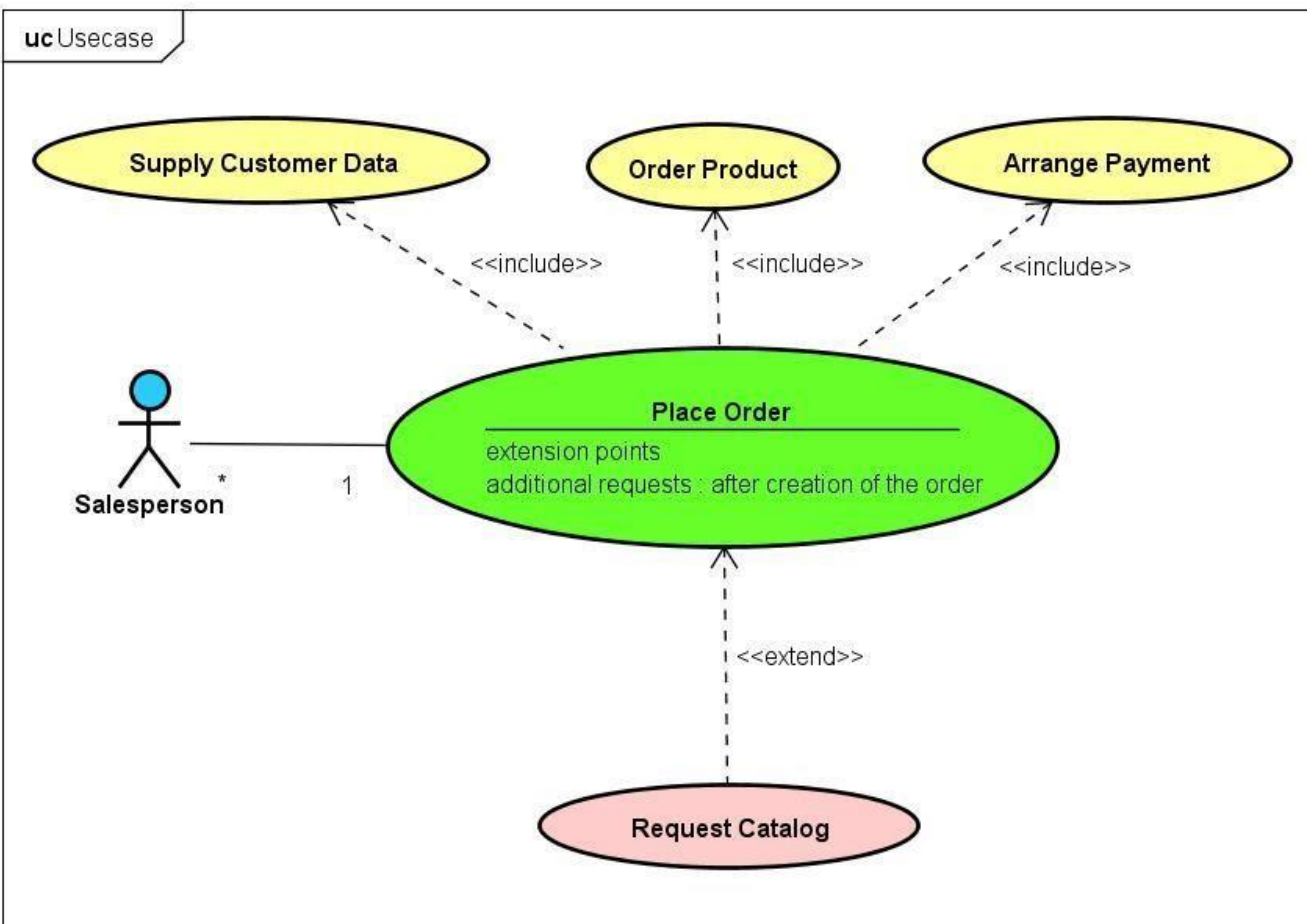 uc Usecase
Supply Customer Data
Order Product
Arrange Payment
<<include>>
<<include>>
<<include>>
Place Order
extension points
additional requests : after creation of the order
Salesperson
*
1
<<extend>>
Request Catalog